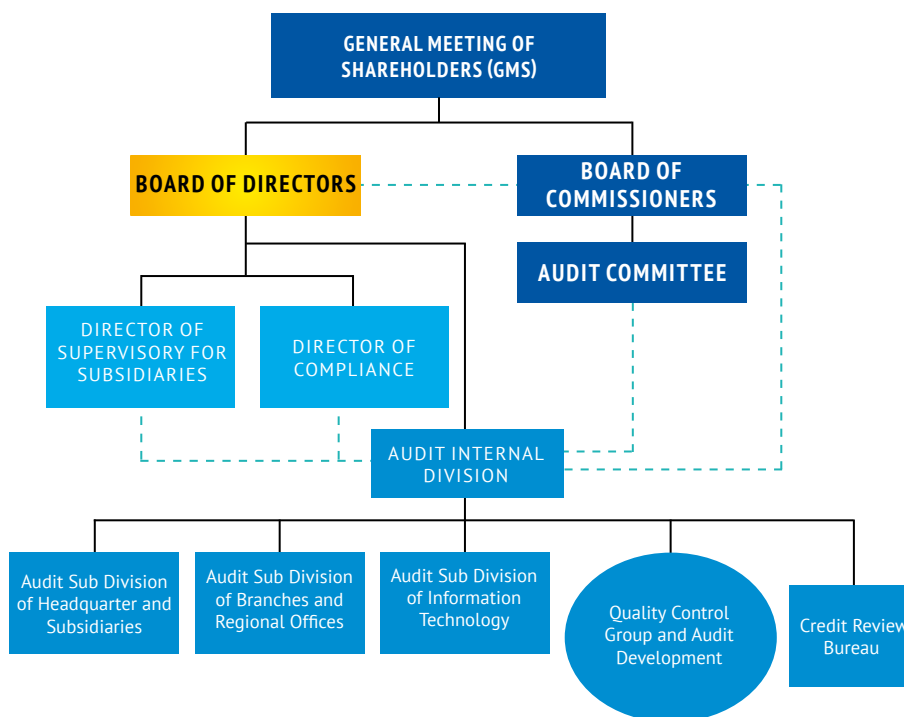 GENERAL MEETING OF
SHAREHOLDERS (GMS)
BOARD OF DIRECTORS
BOARD OF
COMMISSIONERS
AUDIT COMMITTEE
DIRECTOR OF
SUPERVISORY FOR
SUBSIDIARIES
DIRECTOR OF
COMPLIANCE
AUDIT INTERNAL
DIVISION
Audit Sub Division
of Headquarter and
Subsidiaries
Audit Sub Division
of Branches and
Regional Offices
Audit Sub Division
of Information
Technology
Quality Control
Group and Audit
Development
Credit Review
Bureau